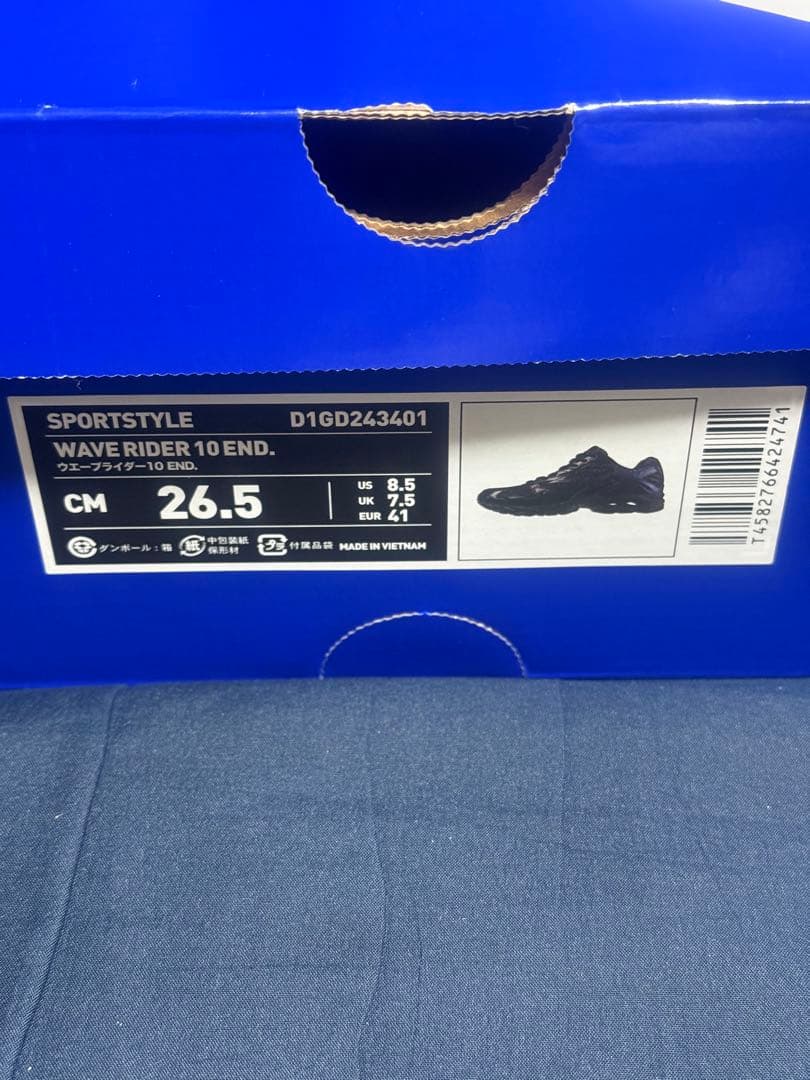 SPORTSTYLE D1GD243401
WAVE RIDER 10 END.
ウエーブライダー10 END.
CM 26.5
US 8.5
UK 7.5
EUR 41
ダンボール：箱
紙 中包装紙
保形材
プラ 付属品袋
MADE IN VIETNAM
T4582766424741